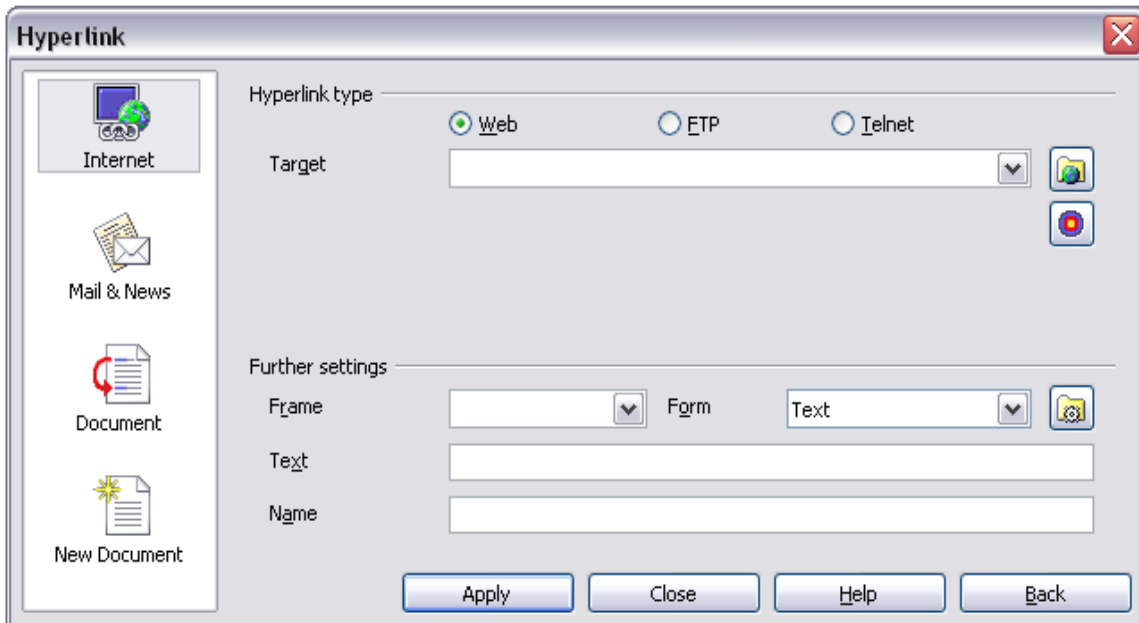 Hyperlink
Internet
Mail & News
Document
New Document
Hyperlink type
Web FTP Telnet
Target
Further settings
Frame Form Text
Text
Name
Apply Close Help Back